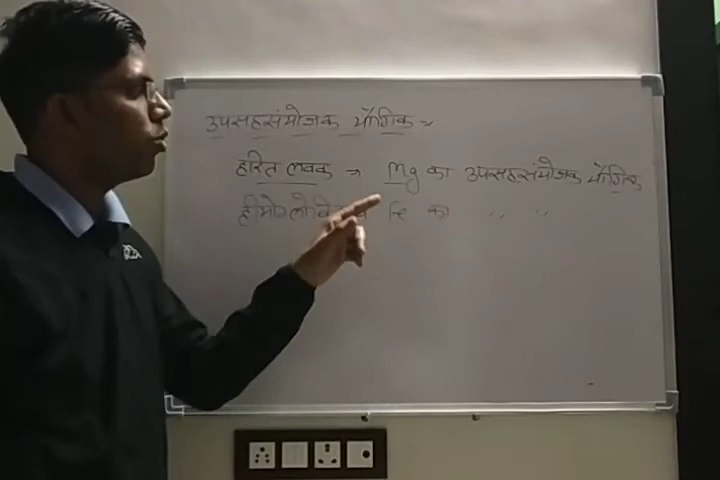 उपसहसंयोजक यौगिक ⇒
हरित लवक ⇒ Mg का उपसहसंयोजक यौगिक
हीमोग्लोबिन Fe का ,, ,,